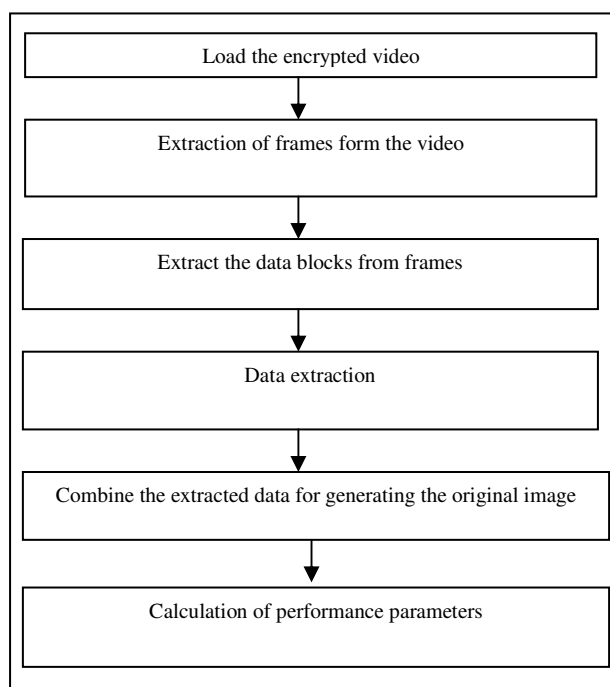 Load the encrypted video
Extraction of frames form the video
Extract the data blocks from frames
Data extraction
Combine the extracted data for generating the original image
Calculation of performance parameters